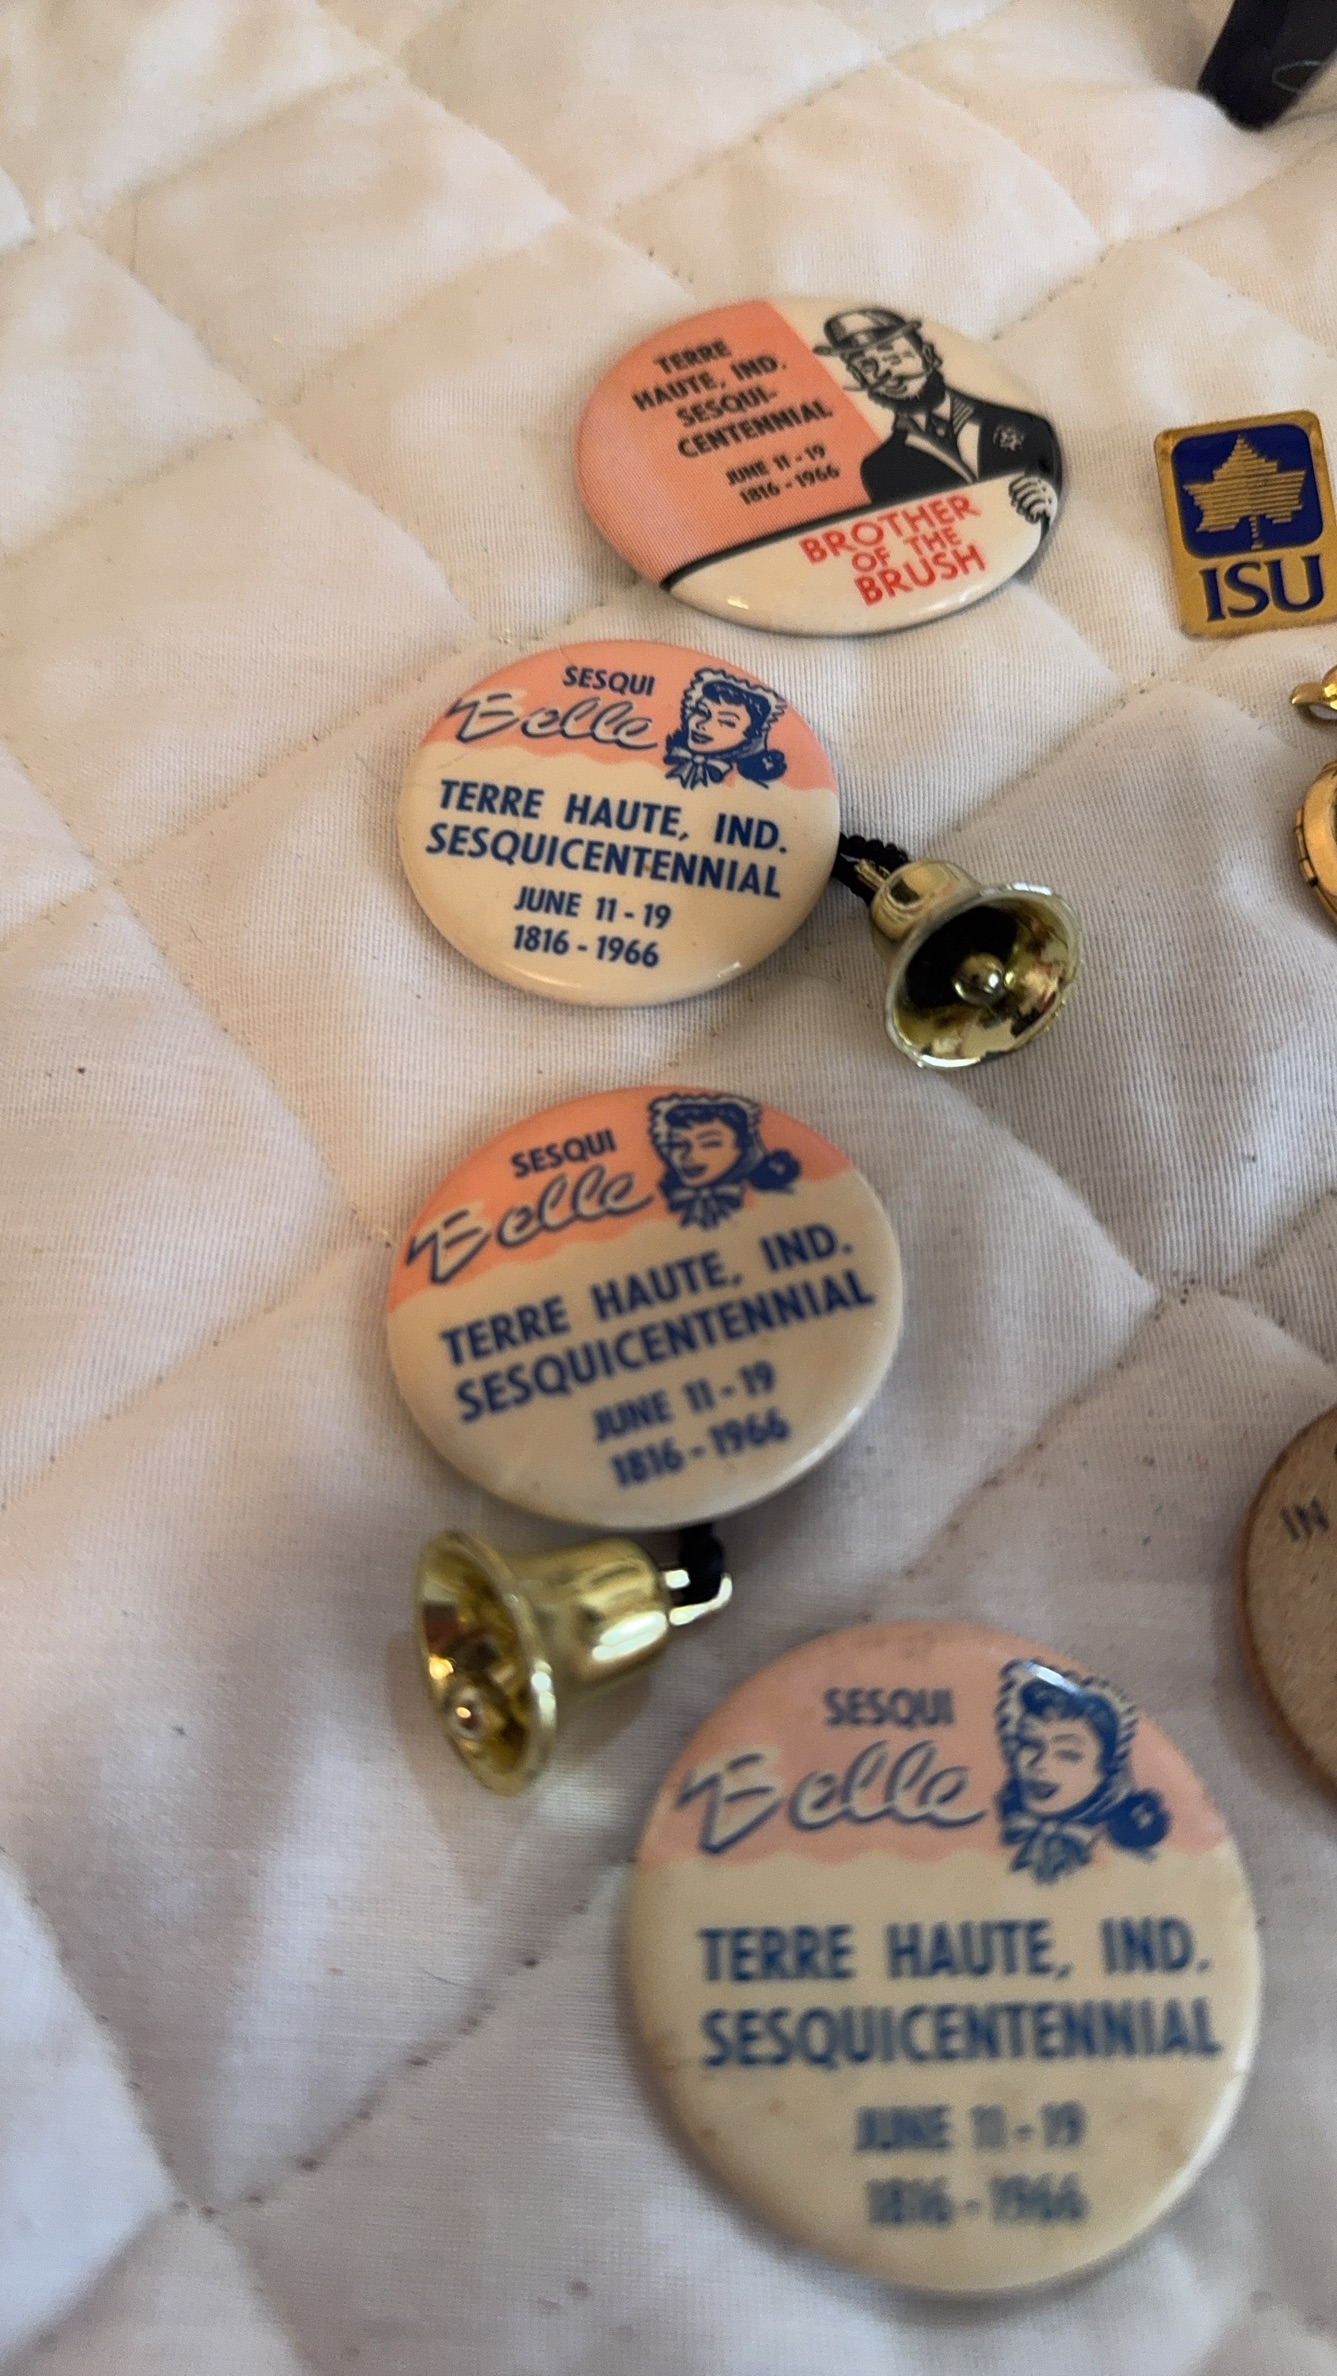 TERRE
HAUTE, IND.
SESQUI-
CENTENNIAL
JUNE 11 - 19
1816 - 1966
BROTHER
OF THE
BRUSH
ISU
SESQUI
Belle
TERRE HAUTE, IND.
SESQUICENTENNIAL
JUNE 11 - 19
1816 - 1966
SESQUI
Belle
TERRE HAUTE, IND.
SESQUICENTENNIAL
JUNE 11 - 19
1816 - 1966
IN
SESQUI
Belle
TERRE HAUTE, IND.
SESQUICENTENNIAL
JUNE 11 - 19
1816 - 1966